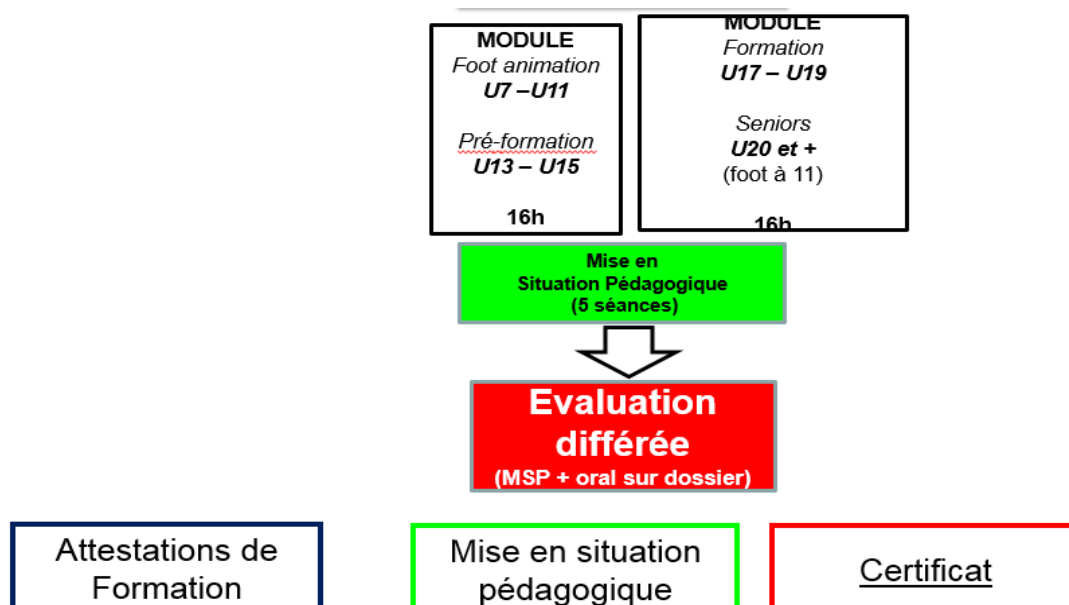 MODULE
Foot animation
U7 –U11
Pré-formation
U13 – U15
16h
MODULE
Formation
U17 – U19
Seniors
U20 et +
(foot à 11)
16h
Mise en
Situation Pédagogique
(5 séances)
Evaluation
différée
(MSP + oral sur dossier)
Attestations de
Formation
Mise en situation
pédagogique
Certificat